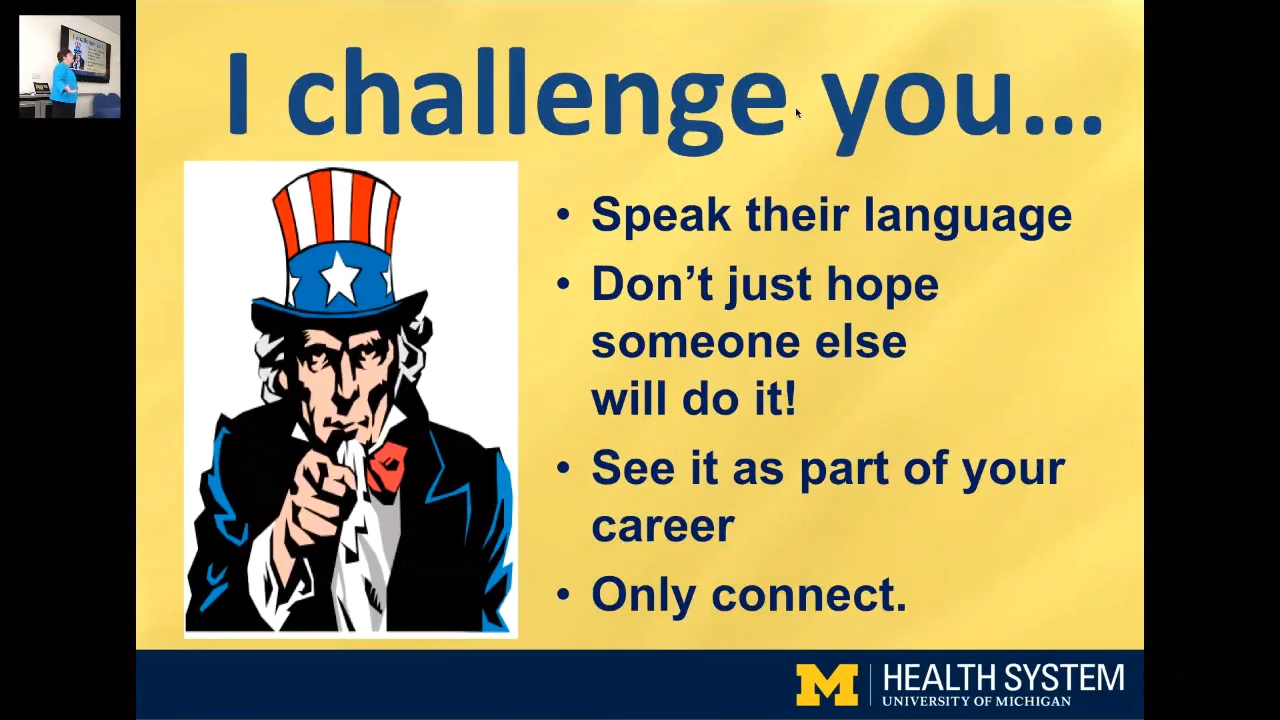 I challenge you...
• Speak their language
• Don't just hope
someone else
will do it!
• See it as part of your
career
• Only connect.
M
HEALTH SYSTEM
UNIVERSITY OF MICHIGAN